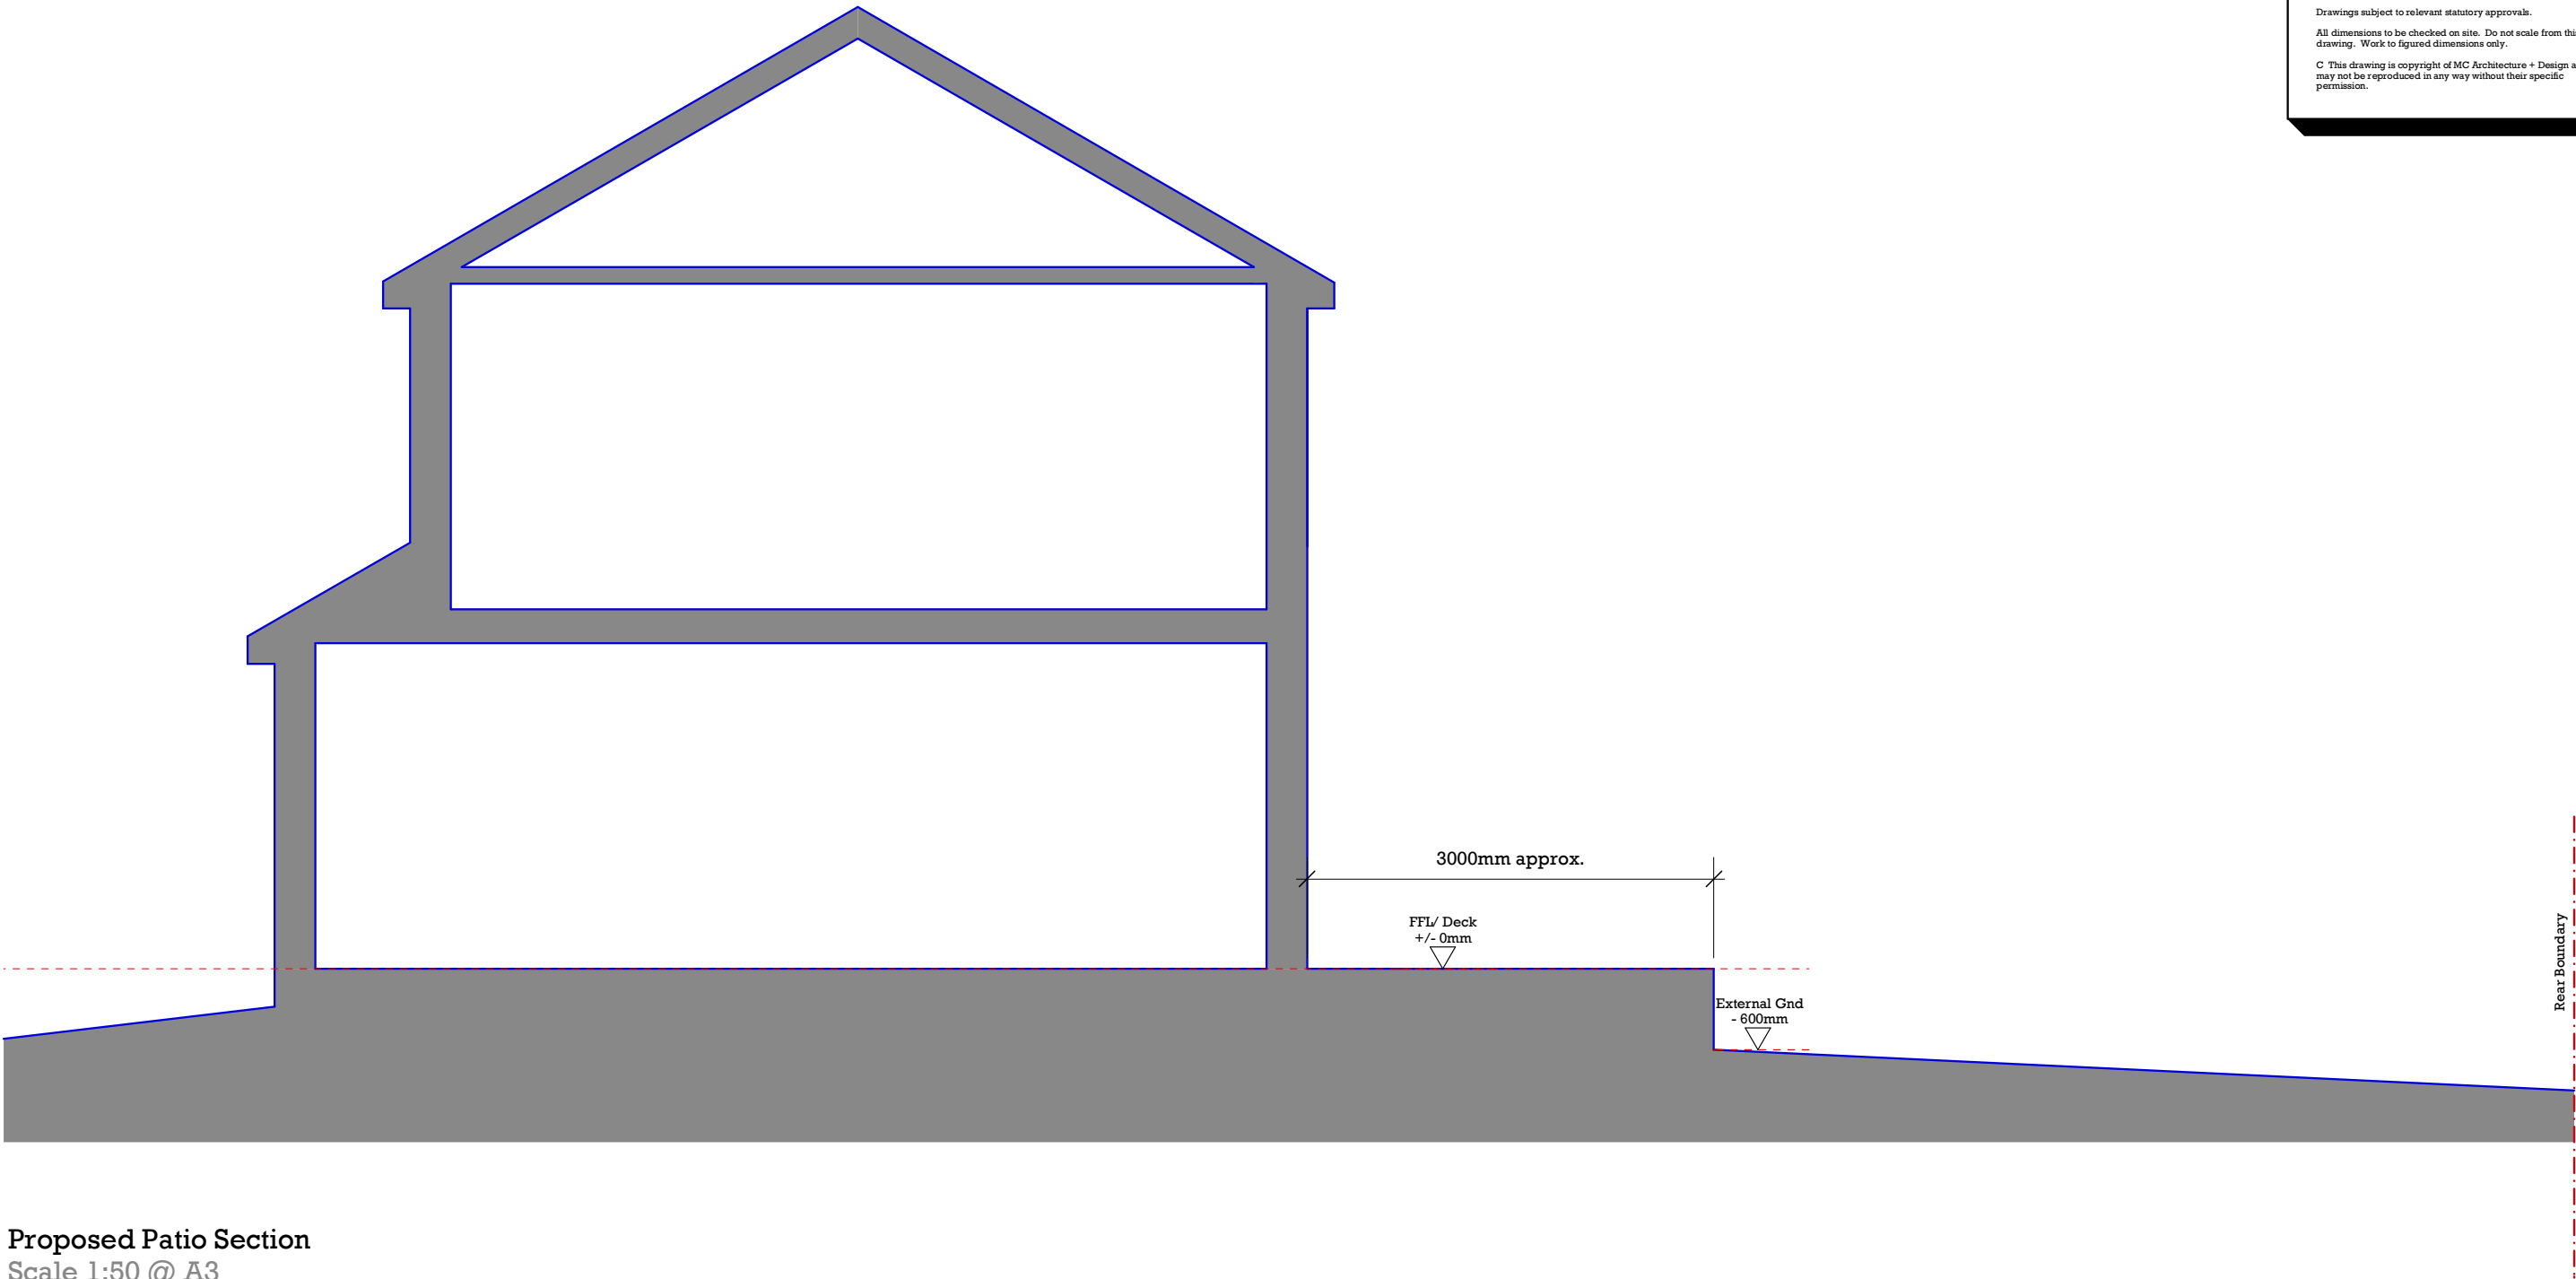 Drawings subject to relevant statutory approvals.
All dimensions to be checked on site. Do not scale from this
drawing. Work to figured dimensions only.
C This drawing is copyright of MC Architecture + Design a
may not be reproduced in any way without their specific
permission.
3000mm approx.
FFL/ Deck
+/- 0mm
External Gnd
- 600mm
Rear Boundary
Proposed Patio Section
Scale 1:50 @ A3